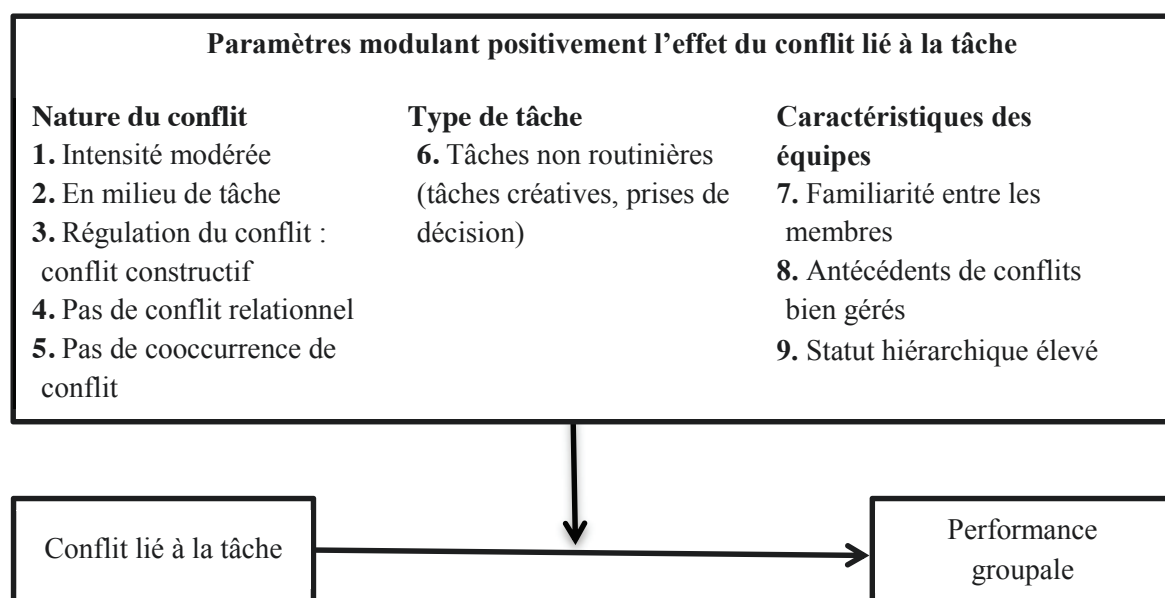 Paramètres modulant positivement l’effet du conflit lié à la tâche
Nature du conflit
1. Intensité modérée
2. En milieu de tâche
3. Régulation du conflit :
conflit constructif
4. Pas de conflit relationnel
5. Pas de cooccurrence de
conflit
Type de tâche
6. Tâches non routinières
(tâches créatives, prises de
décision)
Caractéristiques des
équipes
7. Familiarité entre les
membres
8. Antécédents de conflits
bien gérés
9. Statut hiérarchique élevé
Conflit lié à la tâche
Performance
groupale